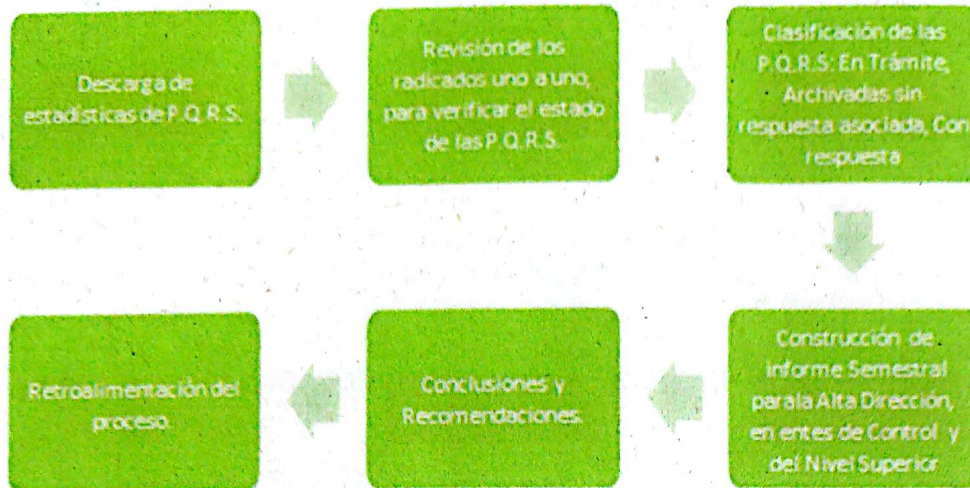 Descarga de
estadísticas de P.Q.R.S.
Revisión de los
radicados uno a uno,
para verificar el estado
de las P.Q.R.S.
Clasificación de las
P.Q.R.S: En Trámite,
Archivadas sin
respuesta asociada, Con
respuesta
Construcción de
informe Semestral
para la Alta Dirección,
en entes de Control y
del Nivel Superior
Conclusiones y
Recomendaciones.
Retroalimentación del
proceso.